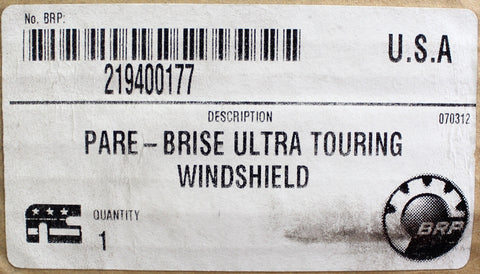 No. BRP:
U.S.A
219400177
DESCRIPTION
070312
PARE-BRISE ULTRA TOURING
WINDSHIELD
QUANTITY
1
BRP